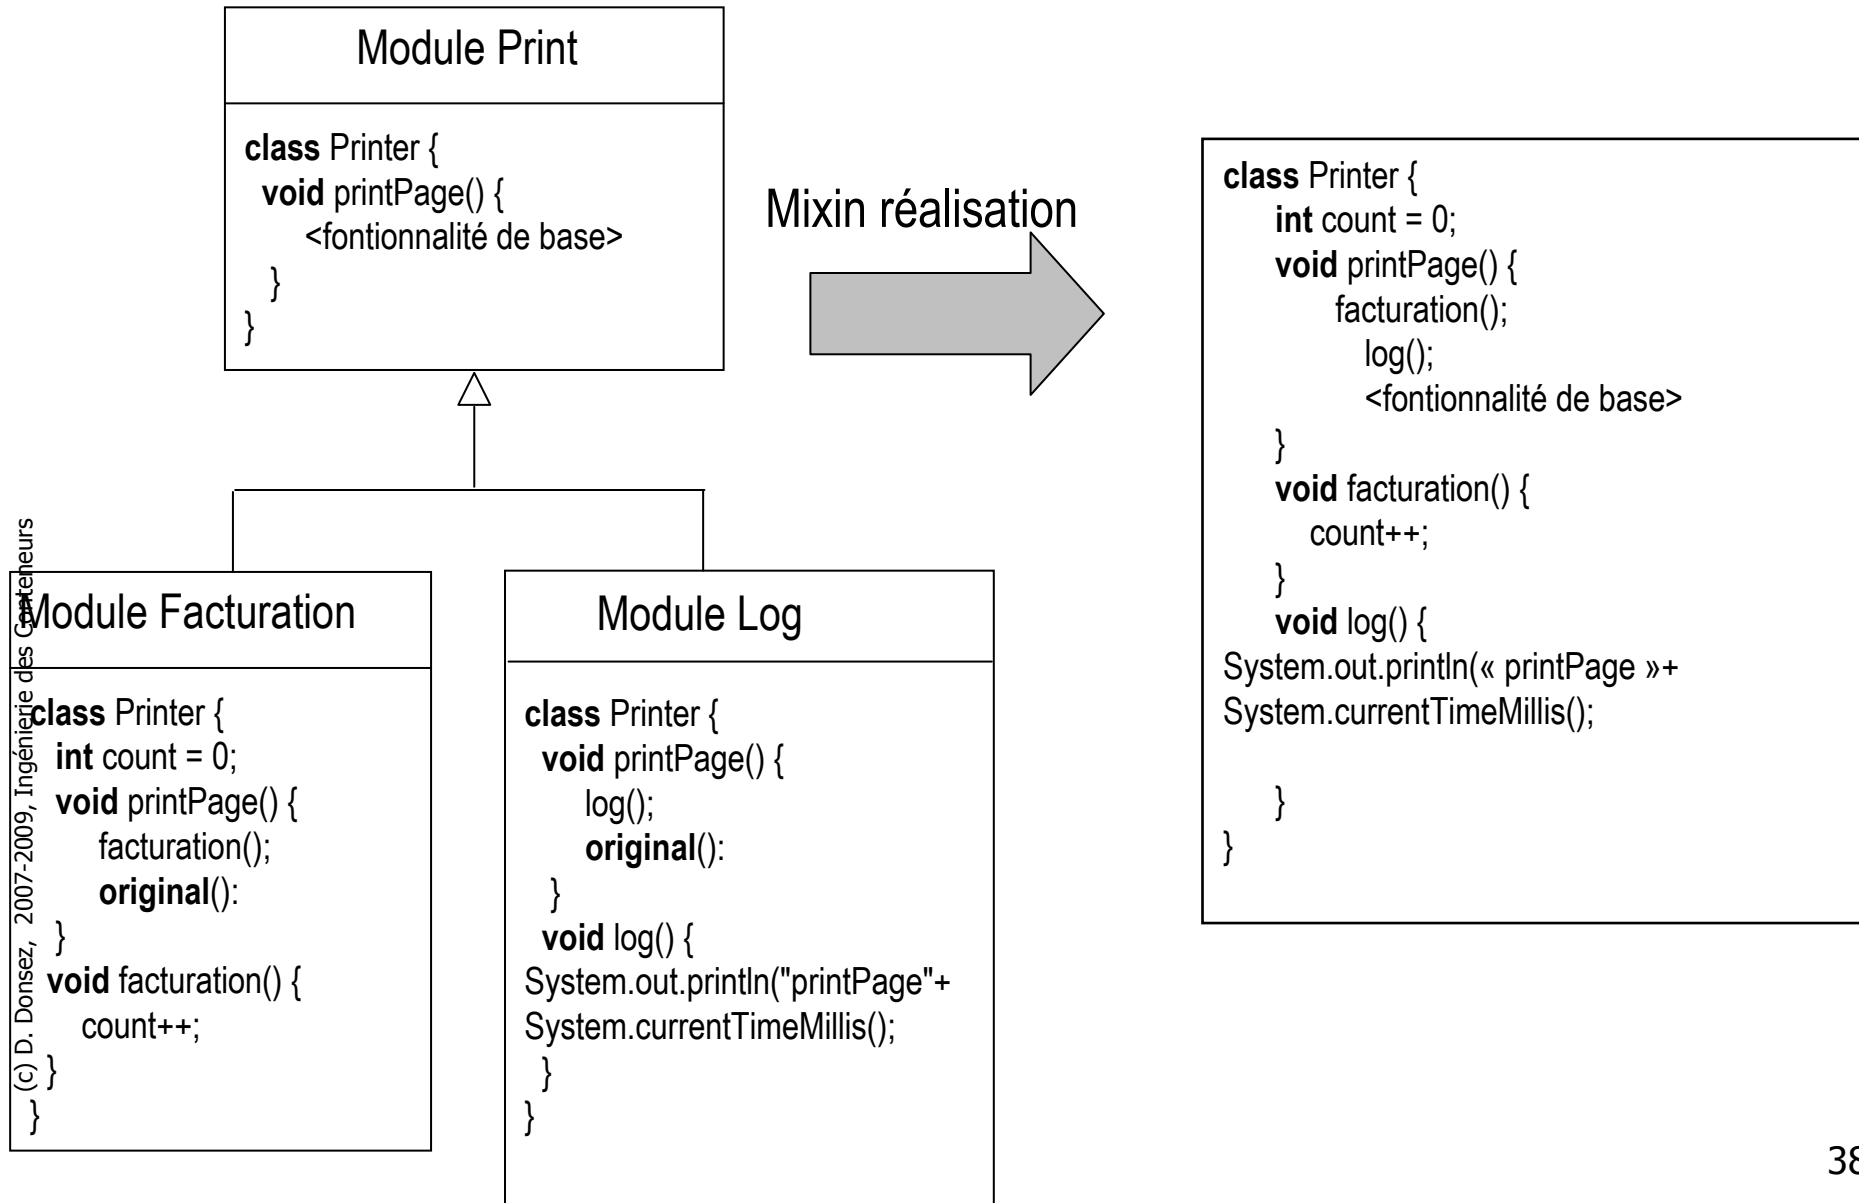 Module Print
class Printer {
void printPage() {
<fontionnalité de base>
}
}
Mixin réalisation
Module Facturation
class Printer {
int count = 0;
void printPage() {
facturation();
original():
}
void facturation() {
count++;
}
}
Module Log
class Printer {
void printPage() {
log();
original():
}
void log() {
System.out.println("printPage"+
System.currentTimeMillis();
}
}
class Printer {
int count = 0;
void printPage() {
facturation();
log();
<fontionnalité de base>
}
void facturation() {
count++;
}
void log() {
System.out.println(« printPage »+
System.currentTimeMillis();
}
}
(c) D. Donsez, 2007-2009, Ingénierie des Conteneurs
38